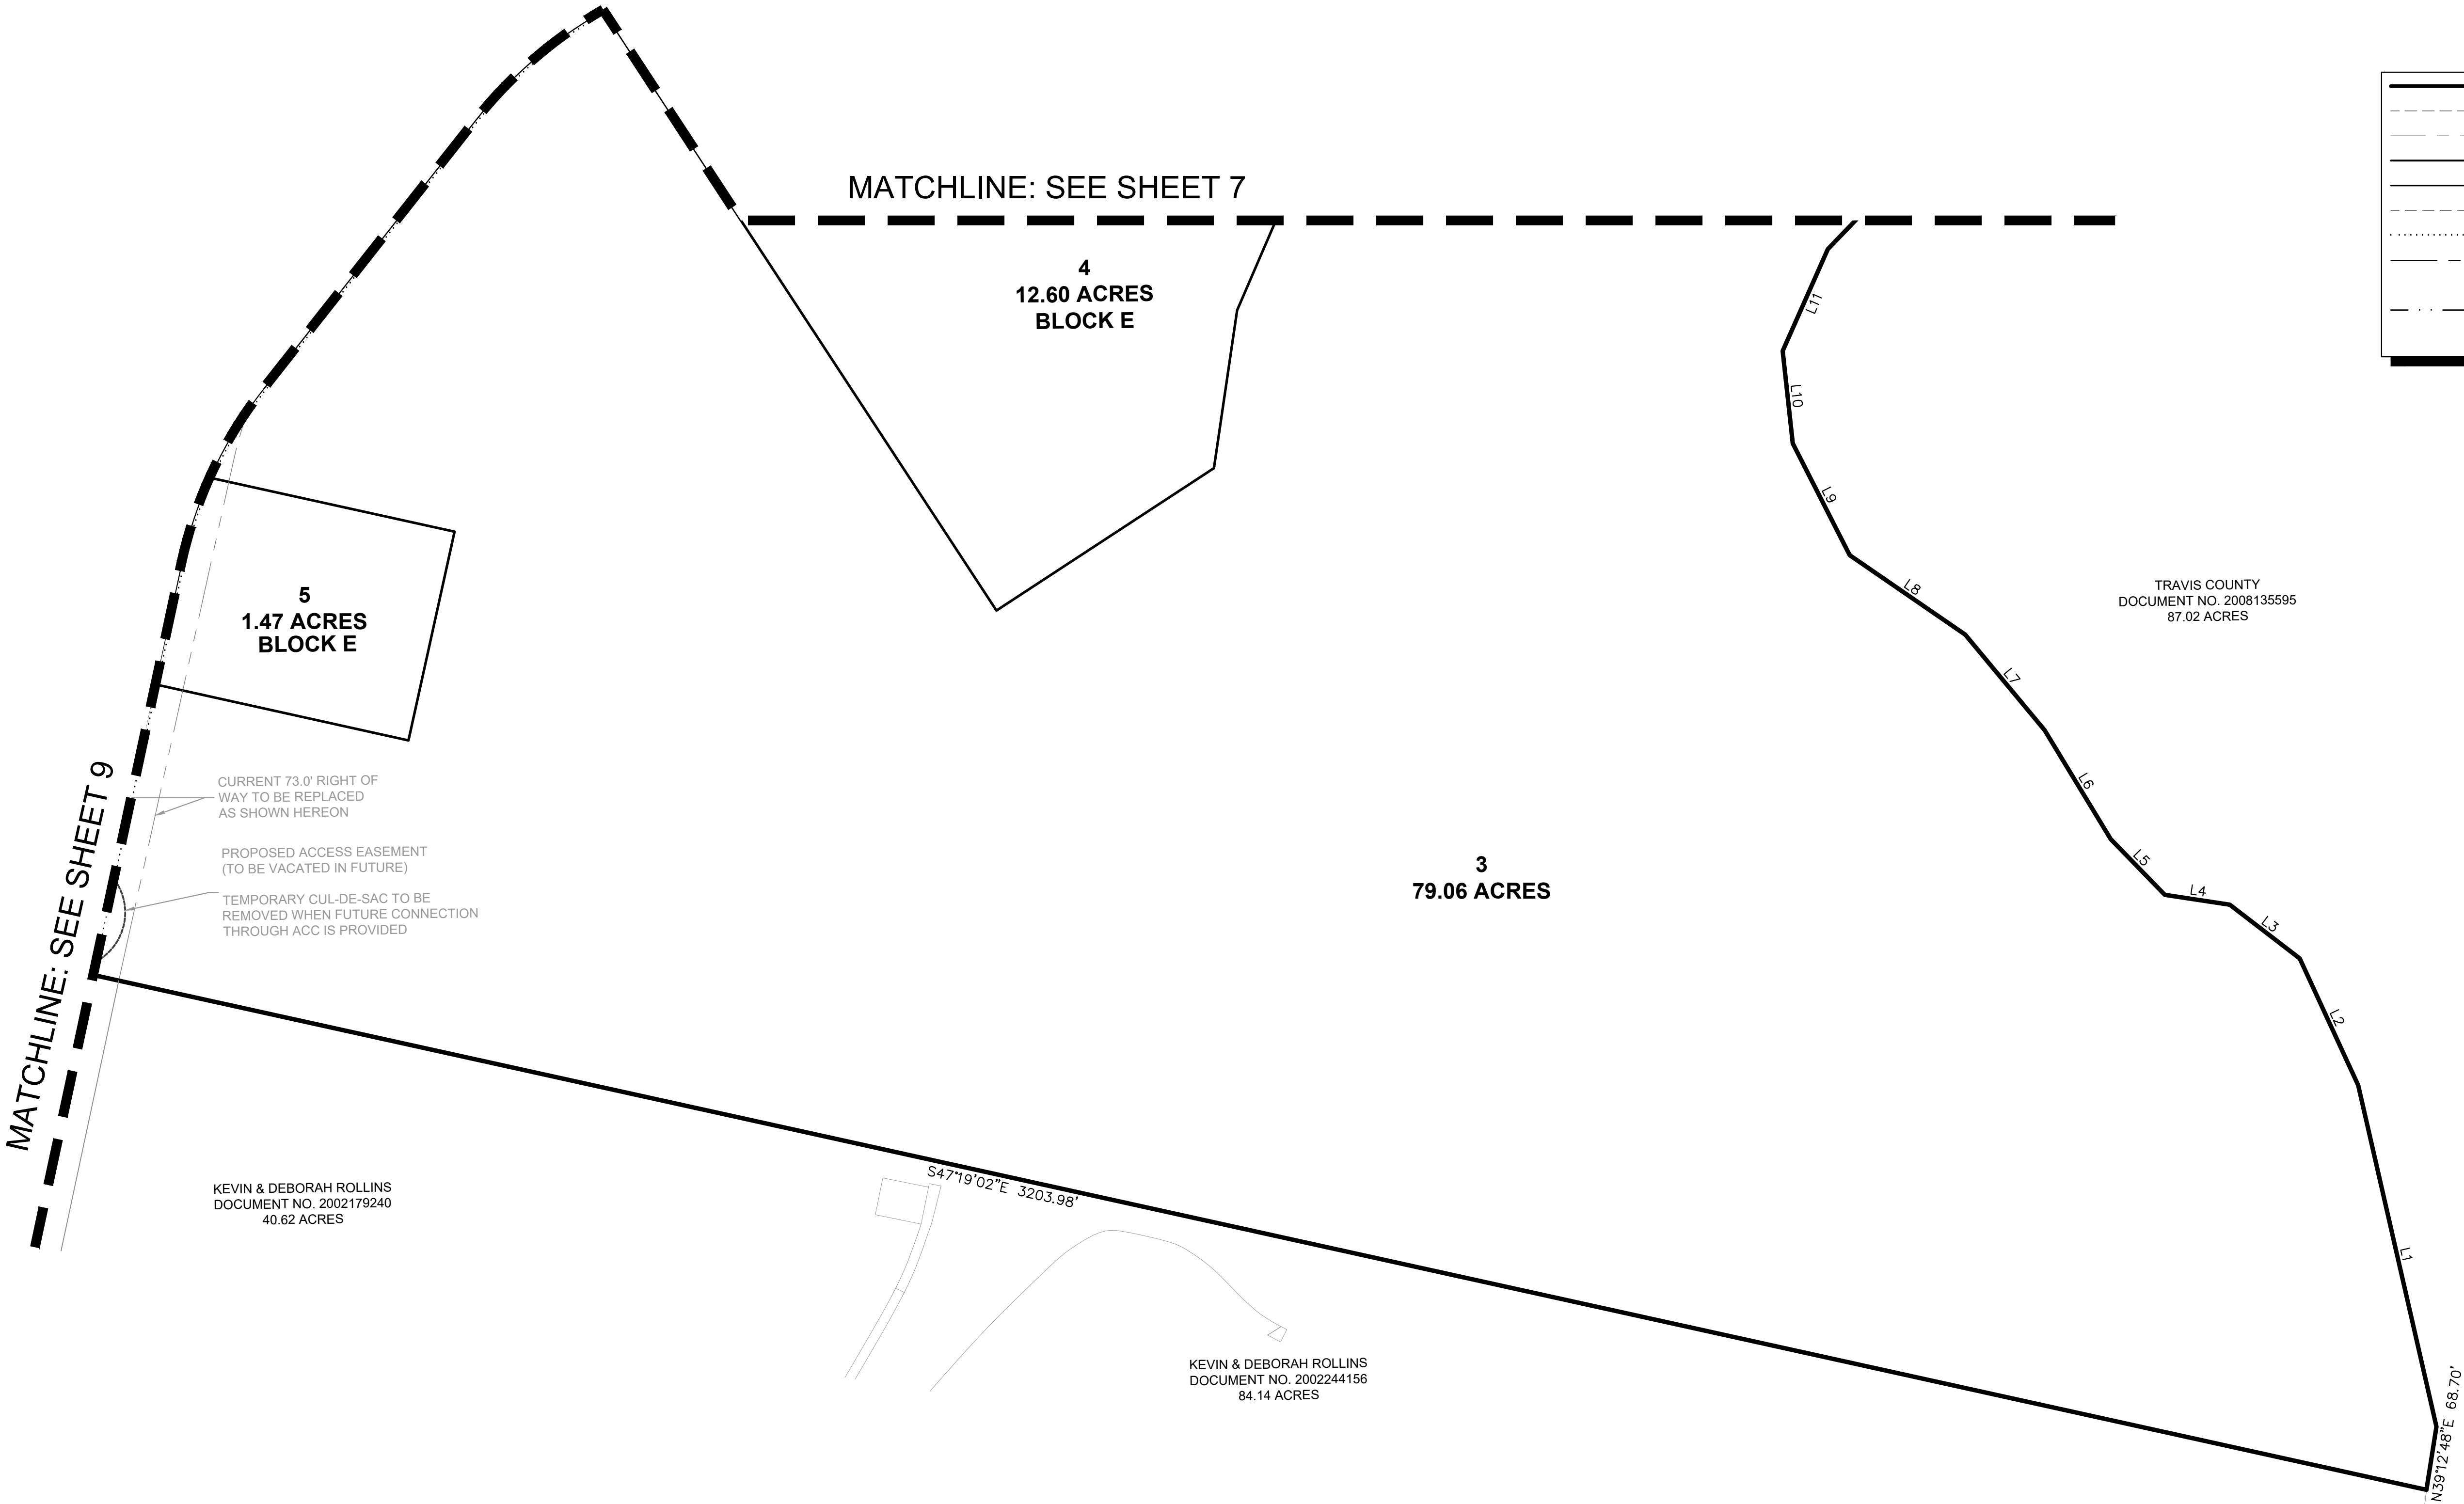 MATCHLINE: SEE SHEET 7
4
12.60 ACRES
BLOCK E
L11
L10
L9
L8
TRAVIS COUNTY
DOCUMENT NO. 2008135595
87.02 ACRES
5
1.47 ACRES
BLOCK E
L7
L6
CURRENT 73.0' RIGHT OF
WAY TO BE REPLACED
AS SHOWN HEREON
PROPOSED ACCESS EASEMENT
(TO BE VACATED IN FUTURE)
TEMPORARY CUL-DE-SAC TO BE
REMOVED WHEN FUTURE CONNECTION
THROUGH ACC IS PROVIDED
MATCHLINE: SEE SHEET 9
3
79.06 ACRES
L5
L4
L3
L2
L1
S47°19'02"E 3203.98'
KEVIN & DEBORAH ROLLINS
DOCUMENT NO. 2002179240
40.62 ACRES
KEVIN & DEBORAH ROLLINS
DOCUMENT NO. 2002244156
84.14 ACRES
N39°12'48"E 68.70'